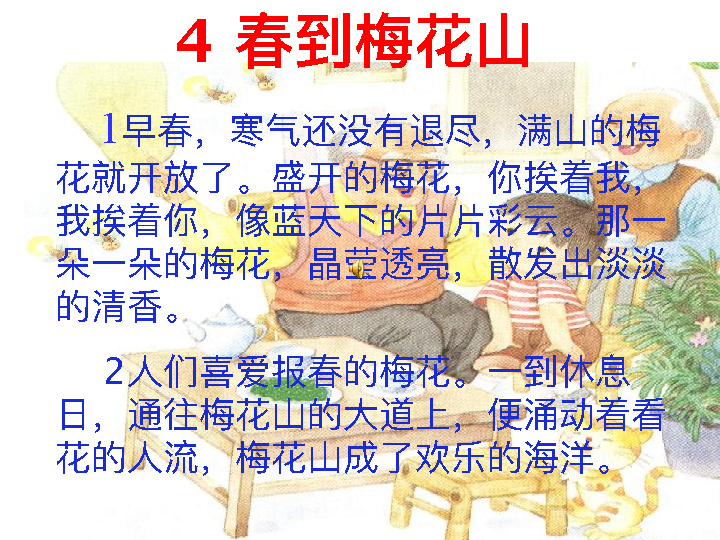 4 春到梅花山
1早春，寒气还没有退尽，满山的梅
花就开放了。盛开的梅花，你挨着我，
我挨着你，像蓝天下的片片彩云。那一
朵一朵的梅花，晶莹透亮，散发出淡淡
的清香。
2人们喜爱报春的梅花。一到休息
日，通往梅花山的大道上，便涌动着看
花的人流，梅花山成了欢乐的海洋。